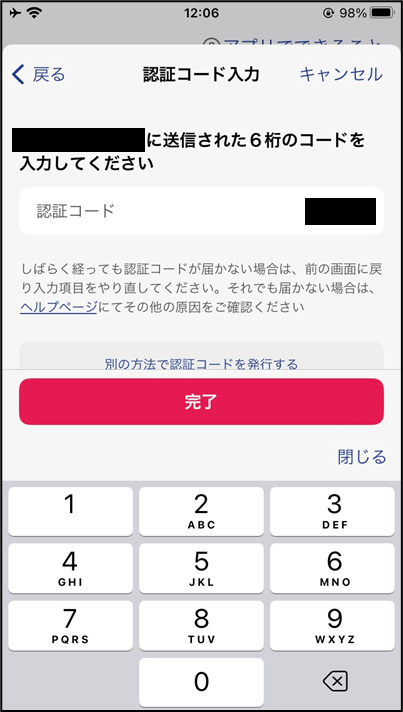 12:06
98%
アプリでできること
戻る
認証コード入力
キャンセル
に送信された６桁のコードを
入力してください
認証コード
しばらく経っても認証コードが届かない場合は、前の画面に戻
り入力項目をやり直してください。それでも届かない場合は、
ヘルプページにてその他の原因をご確認ください
別の方法で認証コードを発行する
完了
閉じる
1
2
ABC
3
DEF
4
GHI
5
JKL
6
MNO
7
PQRS
8
TUV
9
WXYZ
0